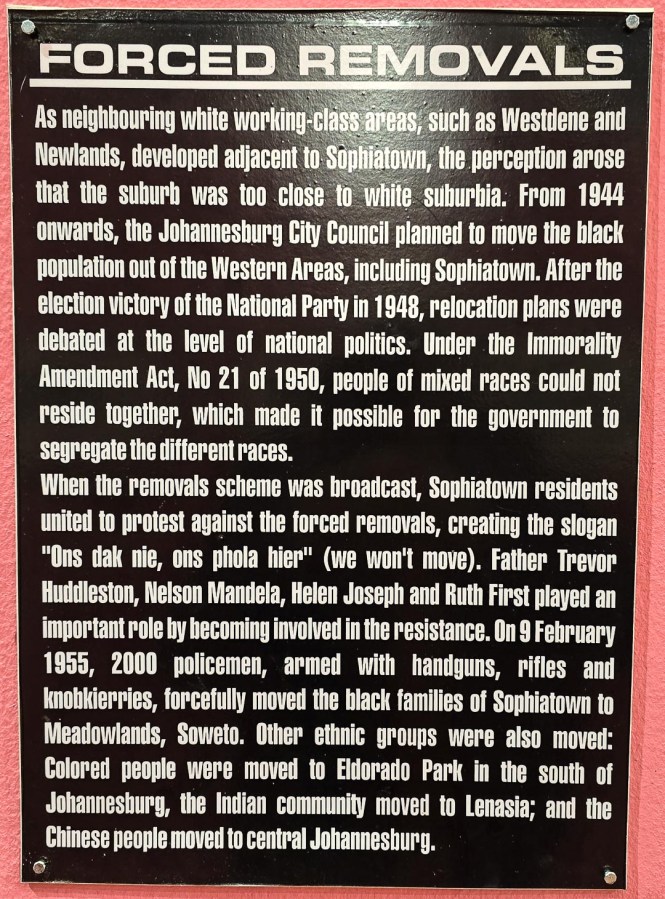 FORCED REMOVALS
As neighbouring white working-class areas, such as Westdene and
Newlands, developed adjacent to Sophiatown, the perception arose
that the suburb was too close to white suburbia. From 1944
onwards, the Johannesburg City Council planned to move the black
population out of the Western Areas, including Sophiatown. After the
election victory of the National Party in 1948, relocation plans were
debated at the level of national politics. Under the Immorality
Amendment Act, No 21 of 1950, people of mixed races could not
reside together, which made it possible for the government to
segregate the different races.
When the removals scheme was broadcast, Sophiatown residents
united to protest against the forced removals, creating the slogan
"Ons dak nie, ons phola hier" (we won't move). Father Trevor
Huddleston, Nelson Mandela, Helen Joseph and Ruth First played an
important role by becoming involved in the resistance. On 9 February
1955, 2000 policemen, armed with handguns, rifles and
knobkierries, forcefully moved the black families of Sophiatown to
Meadowlands, Soweto. Other ethnic groups were also moved:
Colored people were moved to Eldorado Park in the south of
Johannesburg, the Indian community moved to Lenasia; and the
Chinese people moved to central Johannesburg.